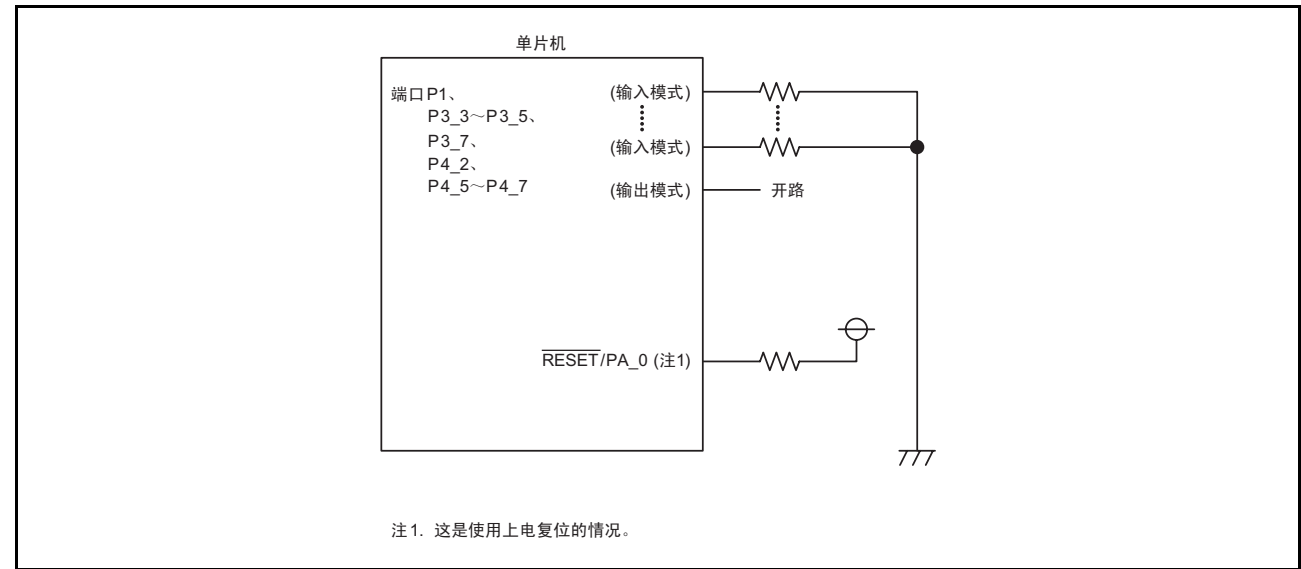 单片机
端口P1、 (输入模式)
P3_3～P3_5、
P3_7、 (输入模式)
P4_2、
P4_5～P4_7 (输出模式) 开路
RESET/PA_0 (注1)
注1. 这是使用上电复位的情况。